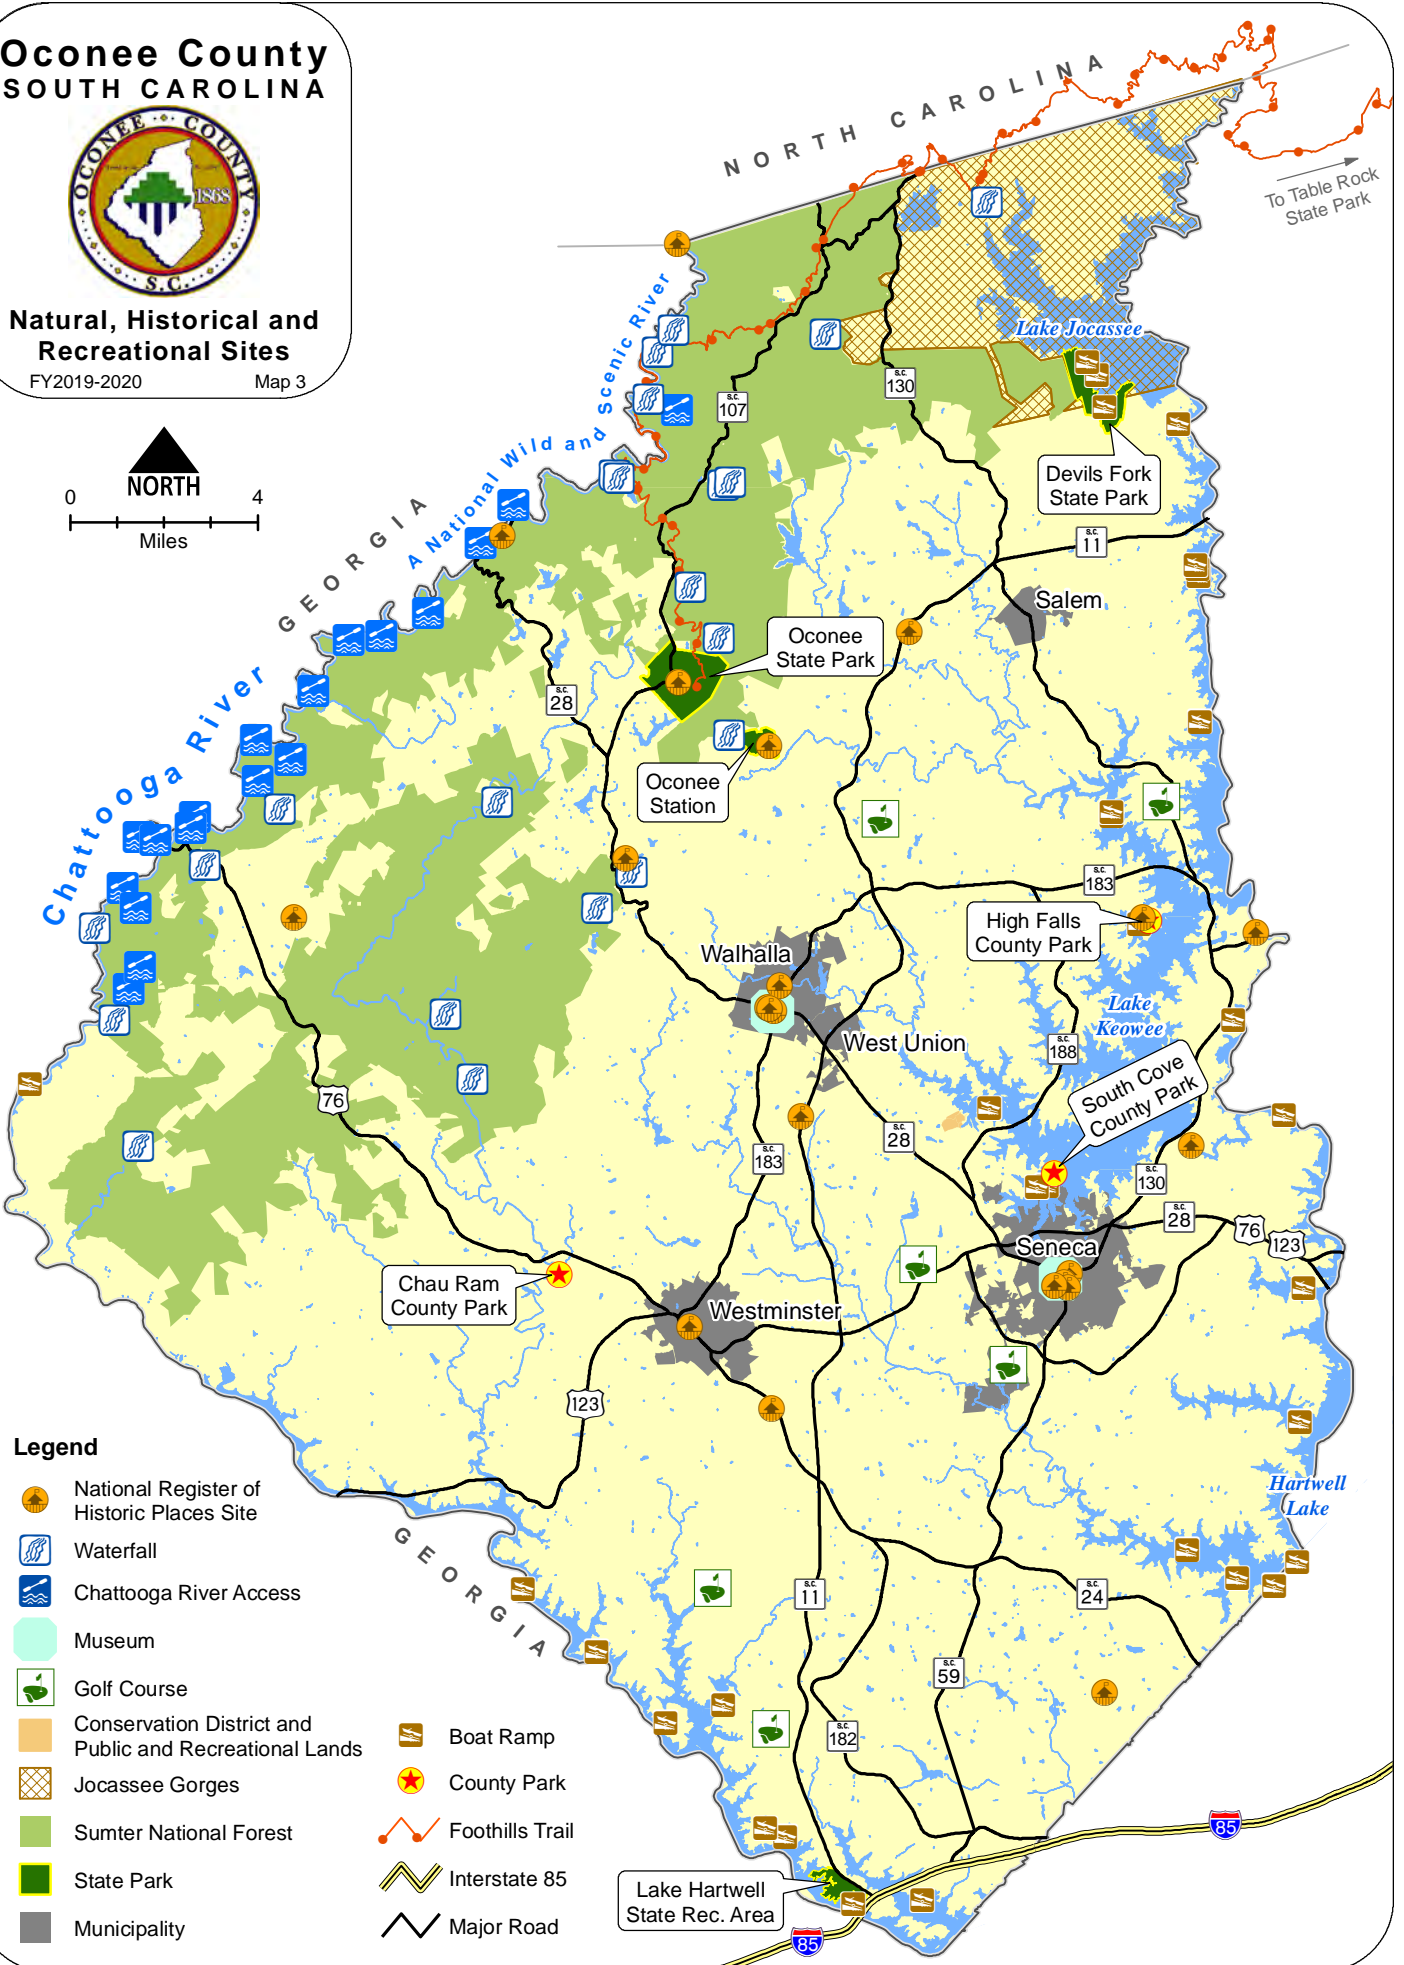 Oconee County
SOUTH CAROLINA
OCONEE COUNTY
1868
S.C.
Natural, Historical and
Recreational Sites
FY2019-2020 Map 3
NORTH
0 4
Miles
NORTH CAROLINA
To Table Rock
State Park
A National Wild and Scenic River
Lake Jocassee
S.C.
107
S.C.
130
Devils Fork
State Park
GEORGIA
S.C.
11
Salem
Oconee
State Park
S.C.
28
Chattooga River
Oconee
Station
S.C.
183
High Falls
County Park
Walhalla
Lake
Keowee
West Union
S.C.
188
South Cove
County Park
76
S.C.
28
S.C.
183
S.C.
130
S.C.
28
76
123
Seneca
Chau Ram
County Park
Westminster
123
Hartwell
Lake
GEORGIA
S.C.
11
S.C.
24
S.C.
59
S.C.
182
85
Lake Hartwell
State Rec. Area
85
Legend
National Register of
Historic Places Site
Waterfall
Chattooga River Access
Museum
Golf Course
Conservation District and
Public and Recreational Lands
Jocassee Gorges
Sumter National Forest
State Park
Municipality
Boat Ramp
County Park
Foothills Trail
Interstate 85
Major Road